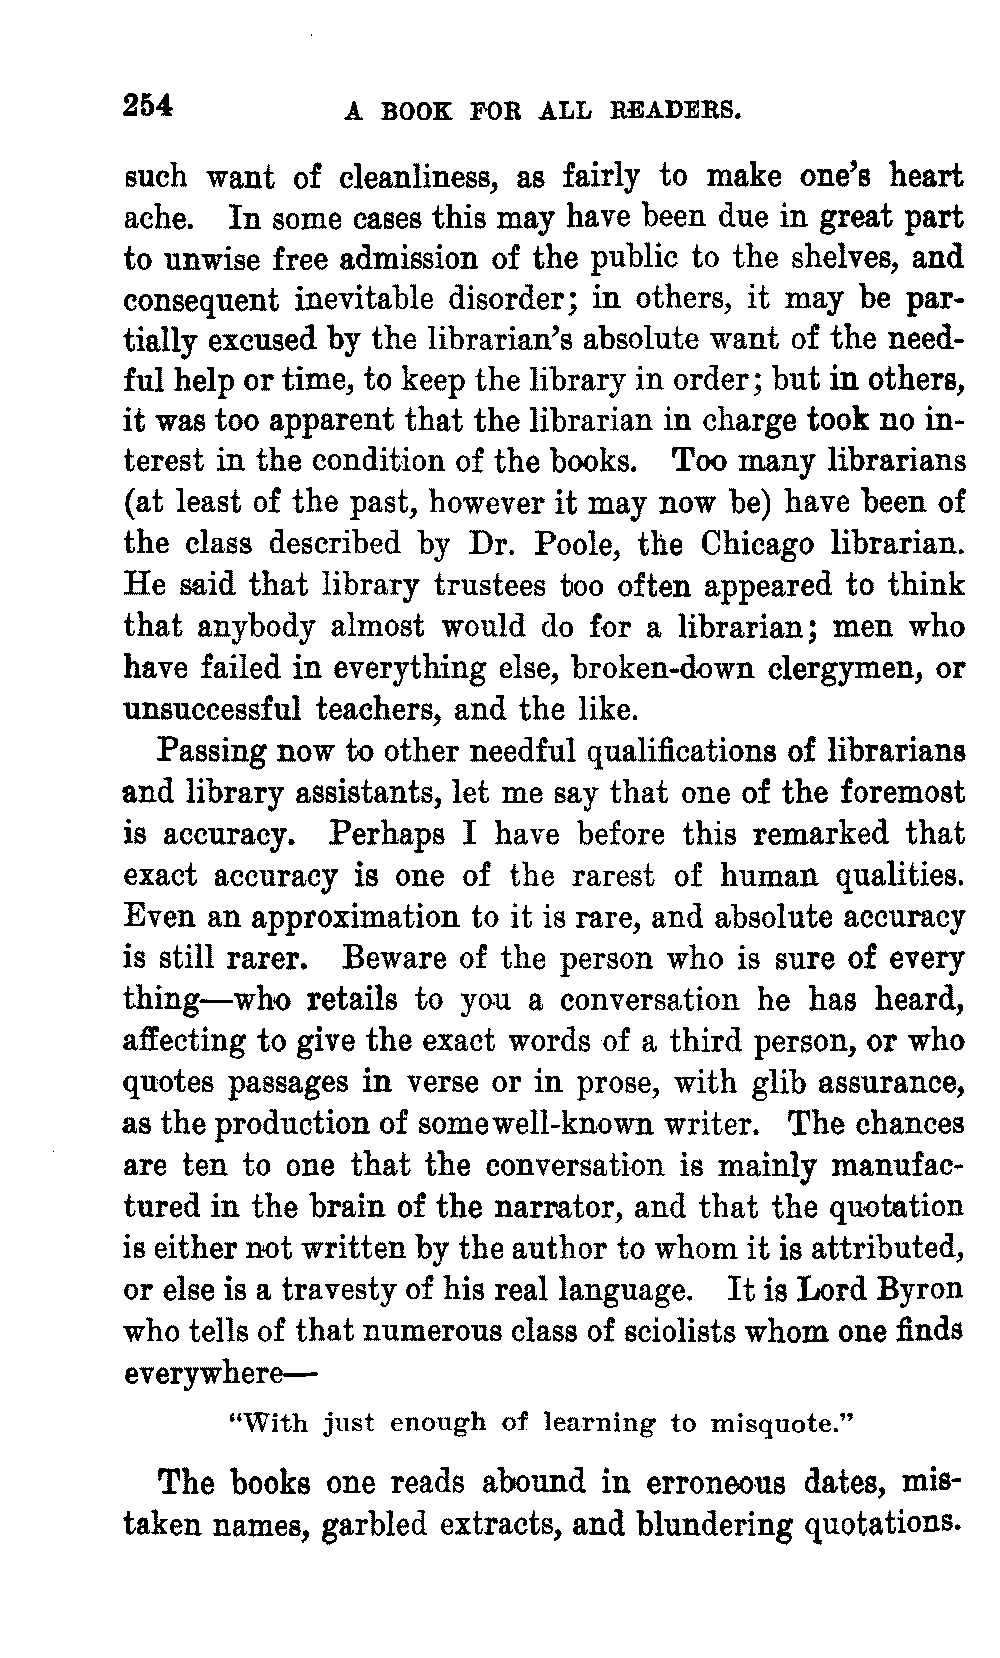 254 A BOOK FOR ALL READERS.
such want of cleanliness, as fairly to make one's heart
ache. In some cases this may have been due in great part
to unwise free admission of the public to the shelves, and
consequent inevitable disorder; in others, it may be par-
tially excused by the librarian's absolute want of the need-
ful help or time, to keep the library in order; but in others,
it was too apparent that the librarian in charge took no in-
terest in the condition of the books. Too many librarians
(at least of the past, however it may now be) have been of
the class described by Dr. Poole, the Chicago librarian.
He said that library trustees too often appeared to think
that anybody almost would do for a librarian; men who
have failed in everything else, broken-down clergymen, or
unsuccessful teachers, and the like.
Passing now to other needful qualifications of librarians
and library assistants, let me say that one of the foremost
is accuracy. Perhaps I have before this remarked that
exact accuracy is one of the rarest of human qualities.
Even an approximation to it is rare, and absolute accuracy
is still rarer. Beware of the person who is sure of every
thing—who retails to you a conversation he has heard,
affecting to give the exact words of a third person, or who
quotes passages in verse or in prose, with glib assurance,
as the production of some well-known writer. The chances
are ten to one that the conversation is mainly manufac-
tured in the brain of the narrator, and that the quotation
is either not written by the author to whom it is attributed,
or else is a travesty of his real language. It is Lord Byron
who tells of that numerous class of sciolists whom one finds
everywhere—
"With just enough of learning to misquote."
The books one reads abound in erroneous dates, mis-
taken names, garbled extracts, and blundering quotations.